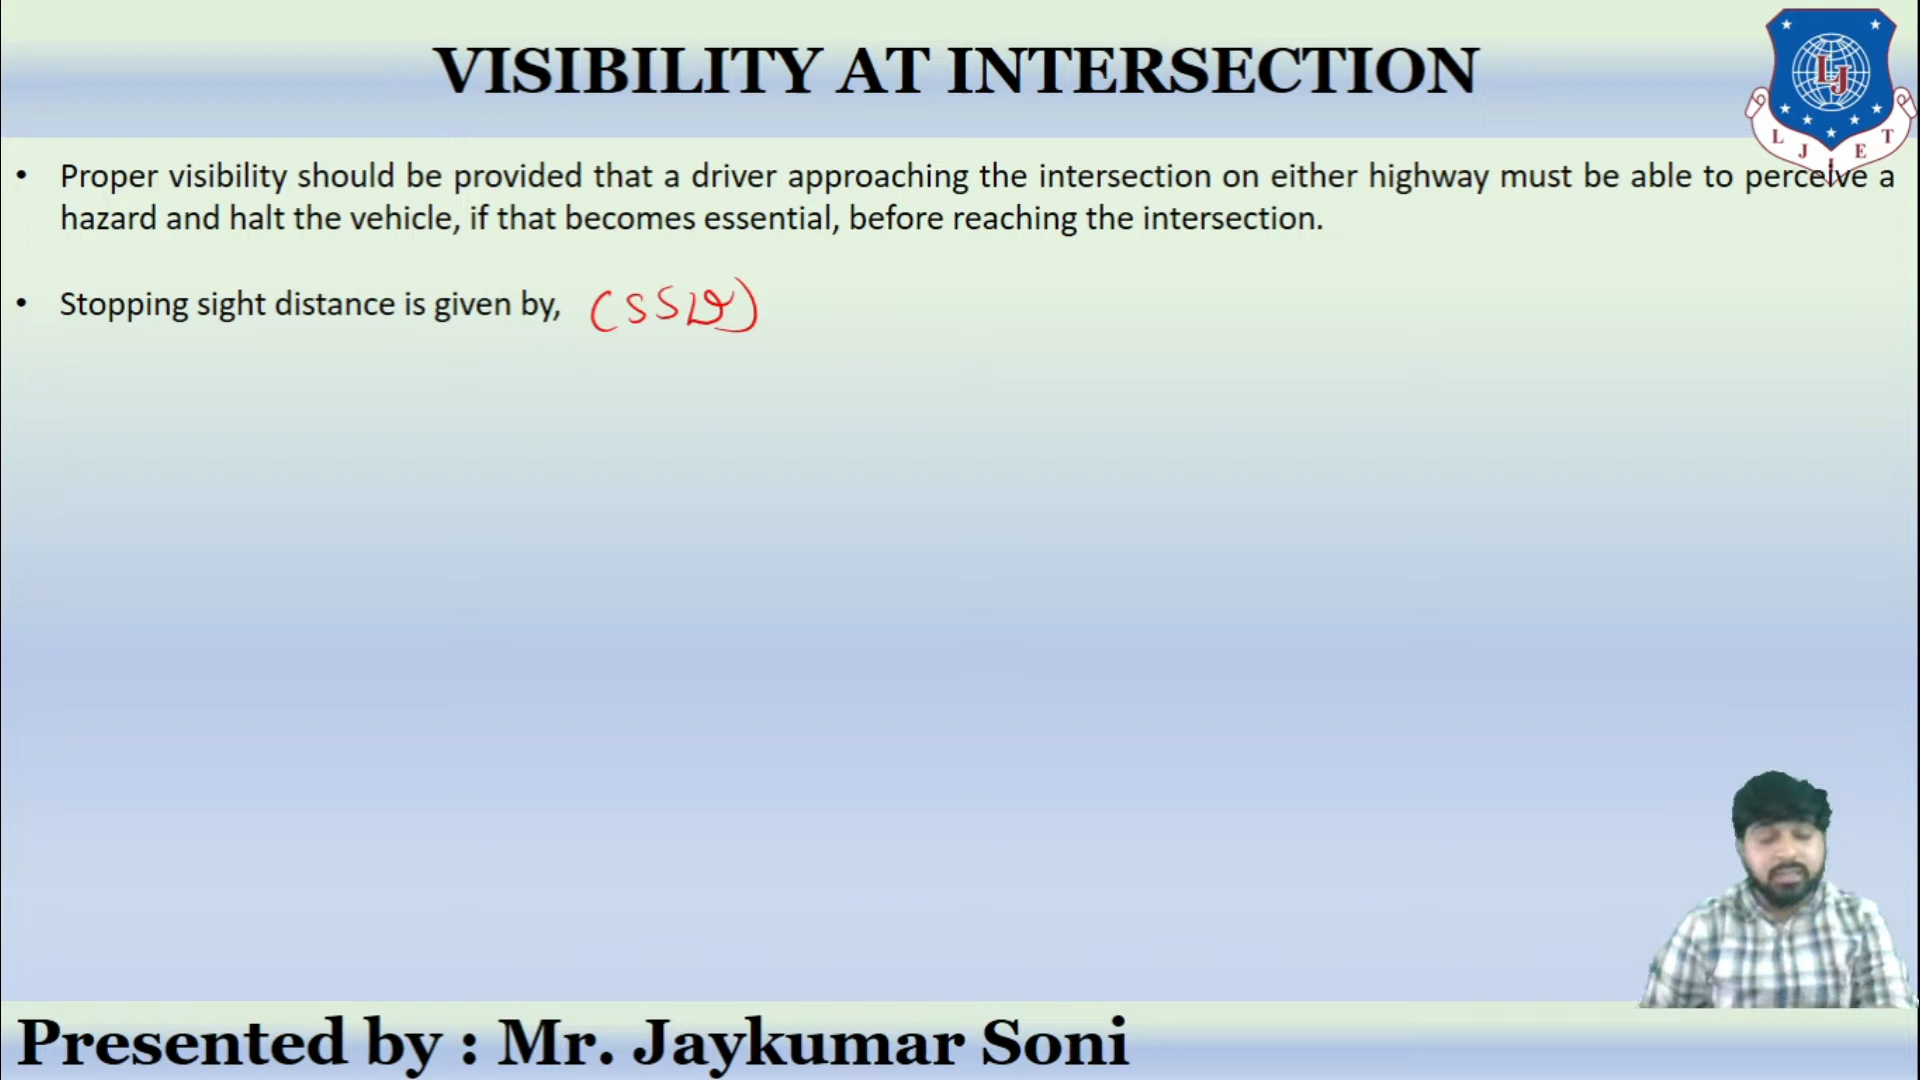 VISIBILITY AT INTERSECTION
LJ
L J I E T
• Proper visibility should be provided that a driver approaching the intersection on either highway must be able to perceive a
hazard and halt the vehicle, if that becomes essential, before reaching the intersection.
• Stopping sight distance is given by, (SSD)
Presented by : Mr. Jaykumar Soni